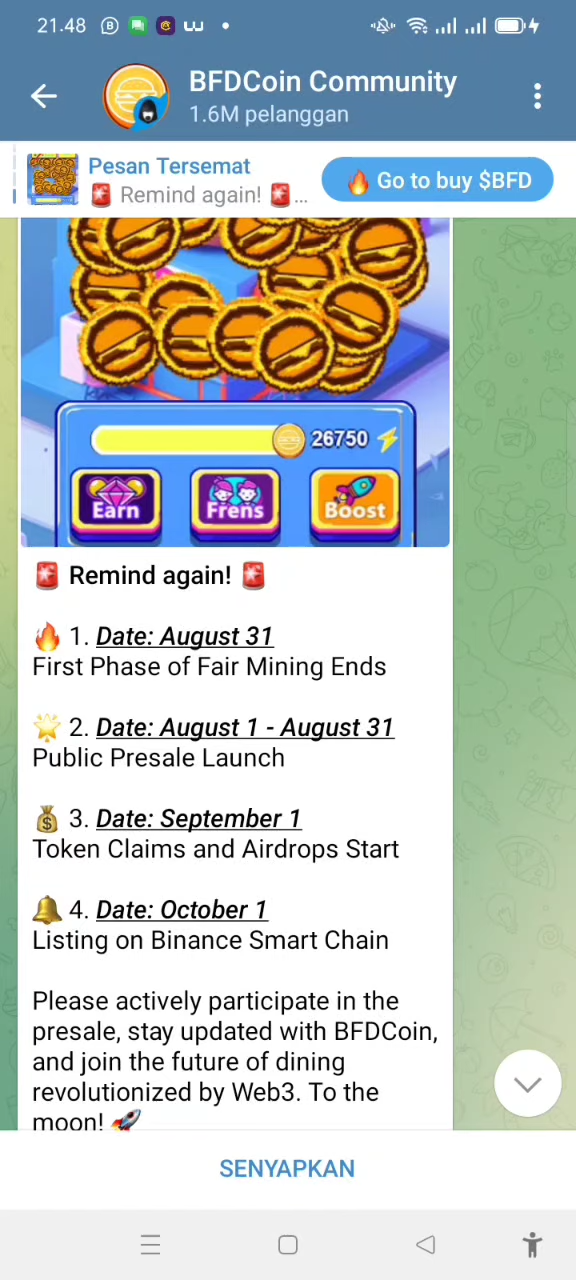 21.48
BFDCoin Community
1.6M pelanggan
Pesan Tersemat
🚨 Remind again! 🚨...
🔥 Go to buy $BFD
26750
Earn
Frens
Boost
🚨 Remind again! 🚨
🔥 1. Date: August 31
First Phase of Fair Mining Ends
🌟 2. Date: August 1 - August 31
Public Presale Launch
💰 3. Date: September 1
Token Claims and Airdrops Start
🔔 4. Date: October 1
Listing on Binance Smart Chain
Please actively participate in the
presale, stay updated with BFDCoin,
and join the future of dining
revolutionized by Web3. To the
moon! 🚀
SENYAPKAN